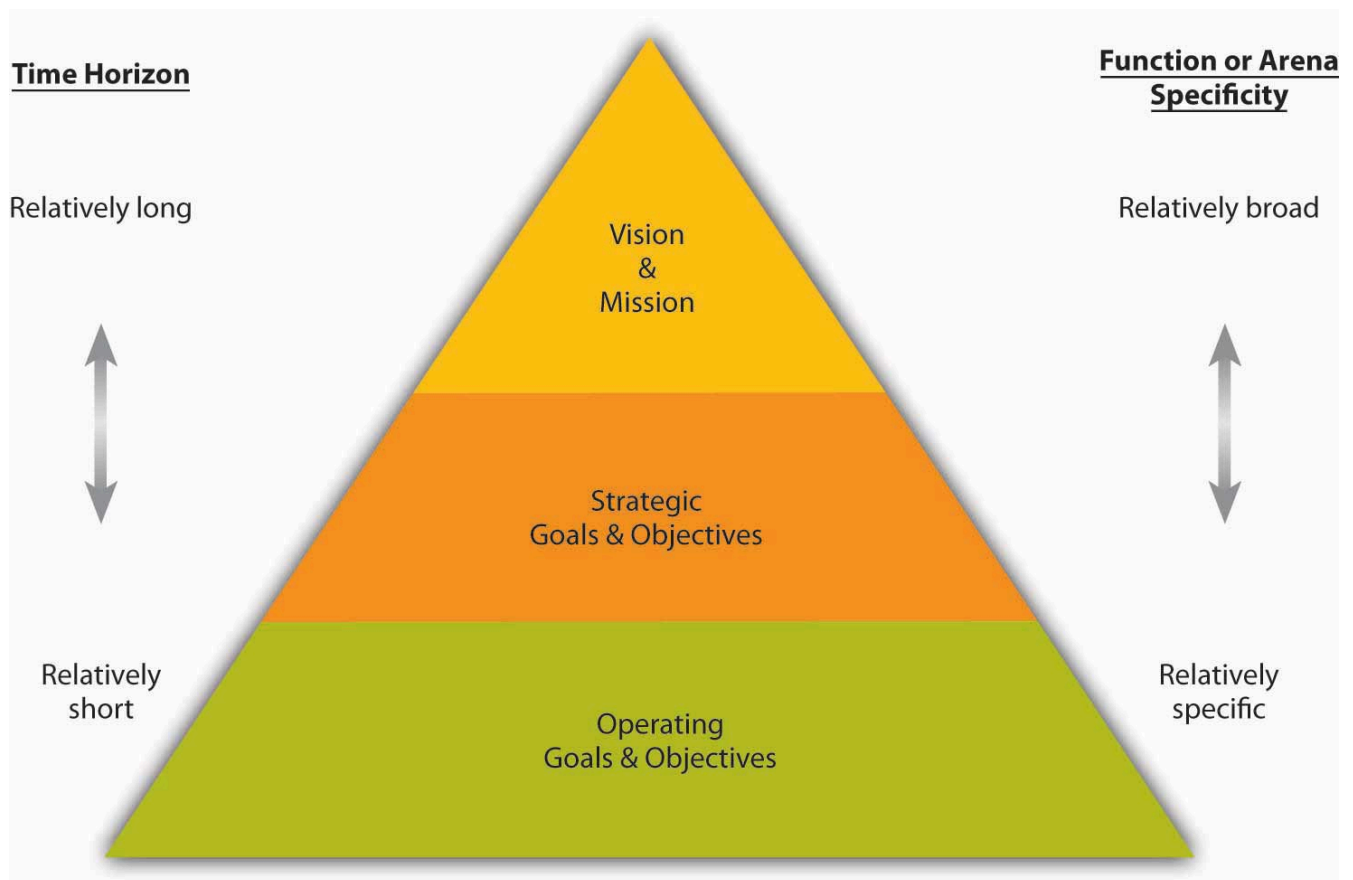 Time Horizon
Function or Arena
Specificity
Relatively long
Relatively broad
Vision
&
Mission
Strategic
Goals & Objectives
Relatively
short
Relatively
specific
Operating
Goals & Objectives